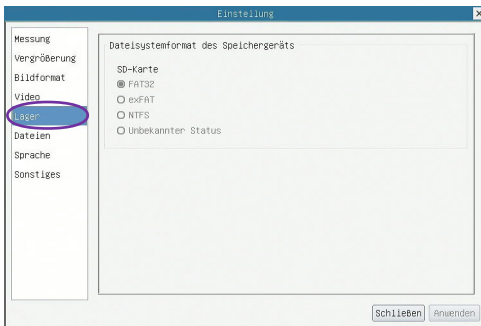 Einstellung
Messung
Vergrößerung
Bildformat
Video
Lager
Dateien
Sprache
Sonstiges
Dateisystemformat des Speichergeräts
SD-Karte
FAT32
exFAT
NTFS
Unbekannter Status
Schließen
Anwenden